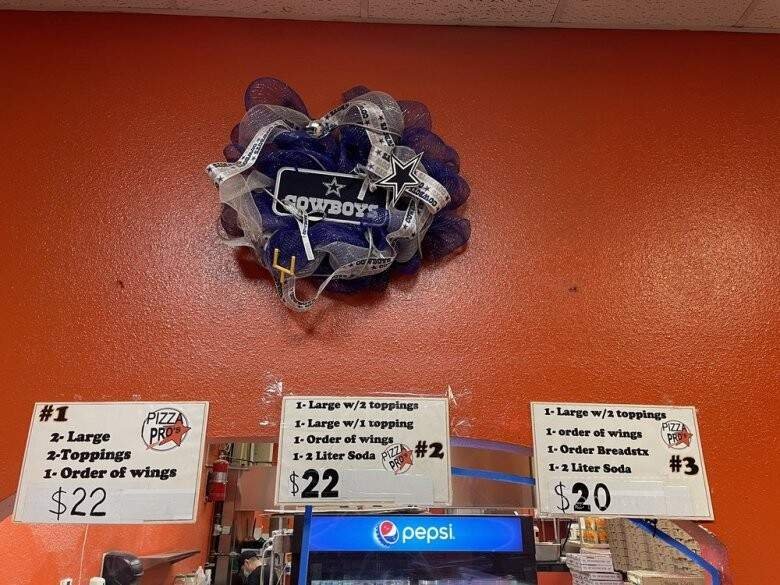 COWBOYS
#1
PIZZA
PRO's
2- Large
2-Toppings
1- Order of wings
$22
1- Large w/2 toppings
1- Large w/1 topping
1- Order of wings
1- 2 Liter Soda
PIZZA
PRO's
#2
$22
1- Large w/2 toppings
1- order of wings
1- Order Breadstx
1- 2 Liter Soda
PIZZA
PRO's
#3
$20
pepsi